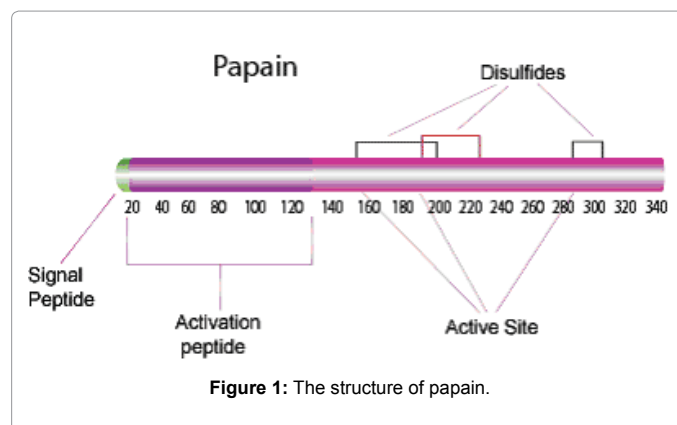 Papain
Disulfides
20 40 60 80 100 120 140 160 180 200 220 240 260 280 300 320 340
Signal
Peptide
Activation
peptide
Active Site
Figure 1: The structure of papain.